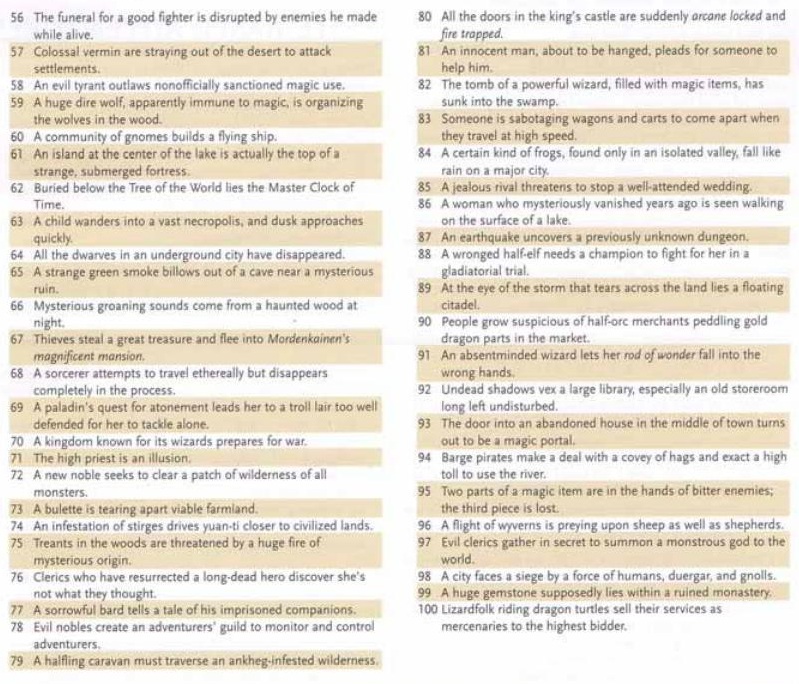 56 The funeral for a good fighter is disrupted by enemies he made
while alive.
57 Colossal vermin are straying out of the desert to attack
settlements.
58 An evil tyrant outlaws nonofficially sanctioned magic use.
59 A huge dire wolf, apparently immune to magic, is organizing
the wolves in the wood.
60 A community of gnomes builds a flying ship.
61 An island at the center of the lake is actually the top of a
strange, submerged fortress.
62 Buried below the Tree of the World lies the Master Clock of
Time.
63 A child wanders into a vast necropolis, and dusk approaches
quickly.
64 All the dwarves in an underground city have disappeared.
65 A strange green smoke billows out of a cave near a mysterious
ruin.
66 Mysterious groaning sounds come from a haunted wood at
night.
67 Thieves steal a great treasure and flee into Mordenkainen's
magnificent mansion.
68 A sorcerer attempts to travel ethereally but disappears
completely in the process.
69 A paladin's quest for atonement leads her to a troll lair too well
defended for her to tackle alone.
70 A kingdom known for its wizards prepares for war.
71 The high priest is an illusion.
72 A new noble seeks to clear a patch of wilderness of all
monsters.
73 A bulette is tearing apart viable farmland.
74 An infestation of stirges drives yuan-ti closer to civilized lands.
75 Treants in the woods are threatened by a huge fire of
mysterious origin.
76 Clerics who have resurrected a long-dead hero discover she's
not what they thought.
77 A sorrowful bard tells a tale of his imprisoned companions.
78 Evil nobles create an adventurers' guild to monitor and control
adventurers.
79 A halfling caravan must traverse an ankheg-infested wilderness.
80 All the doors in the king's castle are suddenly arcane locked and
fire trapped.
81 An innocent man, about to be hanged, pleads for someone to
help him.
82 The tomb of a powerful wizard, filled with magic items, has
sunk into the swamp.
83 Someone is sabotaging wagons and carts to come apart when
they travel at high speed.
84 A certain kind of frogs, found only in an isolated valley, fall like
rain on a major city.
85 A jealous rival threatens to stop a well-attended wedding.
86 A woman who mysteriously vanished years ago is seen walking
on the surface of a lake.
87 An earthquake uncovers a previously unknown dungeon.
88 A wronged half-elf needs a champion to fight for her in a
gladiatorial trial.
89 At the eye of the storm that tears across the land lies a floating
citadel.
90 People grow suspicious of half-orc merchants peddling gold
dragon parts in the market.
91 An absentminded wizard lets her rod of wonder fall into the
wrong hands.
92 Undead shadows vex a large library, especially an old storeroom
long left undisturbed.
93 The door into an abandoned house in the middle of town turns
out to be a magic portal.
94 Barge pirates make a deal with a covey of hags and exact a high
toll to use the river.
95 Two parts of a magic item are in the hands of bitter enemies;
the third piece is lost.
96 A flight of wyverns is preying upon sheep as well as shepherds.
97 Evil clerics gather in secret to summon a monstrous god to the
world.
98 A city faces a siege by a force of humans, duergar, and gnolls.
99 A huge gemstone supposedly lies within a ruined monastery.
100 Lizardfolk riding dragon turtles sell their services as
mercenaries to the highest bidder.